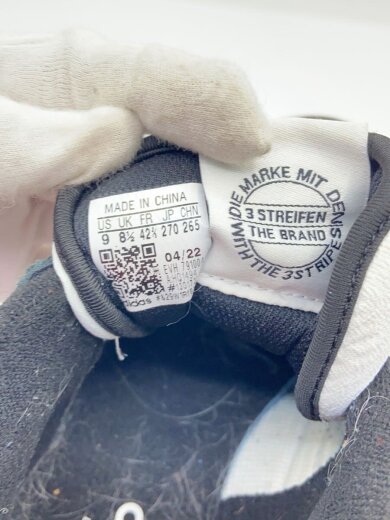 MADE IN CHINA
US UK FR JP CHN
9 8½ 42⅔ 270 265
04/22
adidas
DIE MARKE MIT DEN
3 STREIFEN
THE BRAND
WITH THE 3 STRIPES